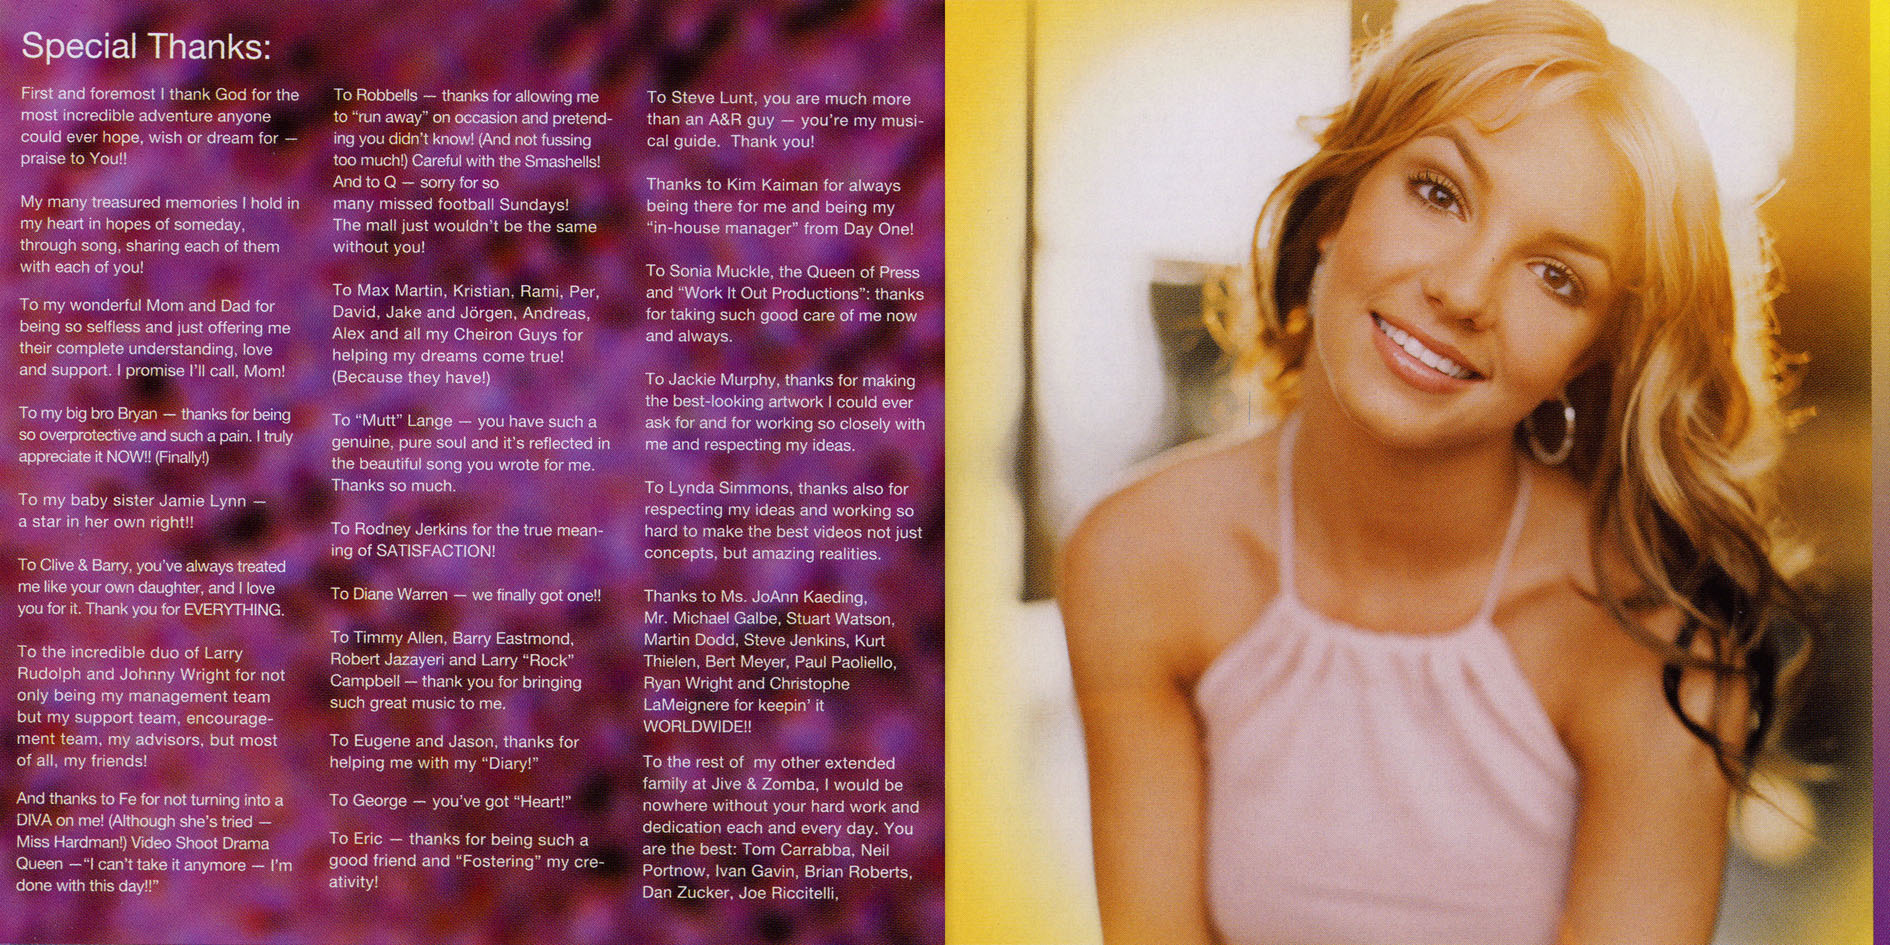 Special Thanks:
First and foremost I thank God for the
most incredible adventure anyone
could ever hope, wish or dream for —
praise to You!!
My many treasured memories I hold in
my heart in hopes of someday,
through song, sharing each of them
with each of you!
To my wonderful Mom and Dad for
being so selfless and just offering me
their complete understanding, love
and support. I promise I'll call, Mom!
To my big bro Bryan — thanks for being
so overprotective and such a pain. I truly
appreciate it NOW!! (Finally!)
To my baby sister Jamie Lynn —
a star in her own right!!
To Clive & Barry, you've always treated
me like your own daughter, and I love
you for it. Thank you for EVERYTHING.
To the incredible duo of Larry
Rudolph and Johnny Wright for not
only being my management team
but my support team, encourage-
ment team, my advisors, but most
of all, my friends!
And thanks to Fe for not turning into a
DIVA on me! (Although she's tried —
Miss Hardman!) Video Shoot Drama
Queen —“I can't take it anymore — I'm
done with this day!!”
To Robbells — thanks for allowing me
to “run away” on occasion and pretend-
ing you didn't know! (And not fussing
too much!) Careful with the Smashells!
And to Q — sorry for so
many missed football Sundays!
The mall just wouldn't be the same
without you!
To Max Martin, Kristian, Rami, Per,
David, Jake and Jörgen, Andreas,
Alex and all my Cheiron Guys for
helping my dreams come true!
(Because they have!)
To “Mutt” Lange — you have such a
genuine, pure soul and it's reflected in
the beautiful song you wrote for me.
Thanks so much.
To Rodney Jerkins for the true mean-
ing of SATISFACTION!
To Diane Warren — we finally got one!!
To Timmy Allen, Barry Eastmond,
Robert Jazayeri and Larry “Rock”
Campbell — thank you for bringing
such great music to me.
To Eugene and Jason, thanks for
helping me with my “Diary!”
To George — you've got “Heart!”
To Eric — thanks for being such a
good friend and “Fostering” my cre-
ativity!
To Steve Lunt, you are much more
than an A&R guy — you're my musi-
cal guide.  Thank you!
Thanks to Kim Kaiman for always
being there for me and being my
“in-house manager” from Day One!
To Sonia Muckle, the Queen of Press
and “Work It Out Productions”: thanks
for taking such good care of me now
and always.
To Jackie Murphy, thanks for making
the best-looking artwork I could ever
ask for and for working so closely with
me and respecting my ideas.
To Lynda Simmons, thanks also for
respecting my ideas and working so
hard to make the best videos not just
concepts, but amazing realities.
Thanks to Ms. JoAnn Kaeding,
Mr. Michael Galbe, Stuart Watson,
Martin Dodd, Steve Jenkins, Kurt
Thielen, Bert Meyer, Paul Paoliello,
Ryan Wright and Christophe
LaMeignere for keepin' it
WORLDWIDE!!
To the rest of  my other extended
family at Jive & Zomba, I would be
nowhere without your hard work and
dedication each and every day. You
are the best: Tom Carrabba, Neil
Portnow, Ivan Gavin, Brian Roberts,
Dan Zucker, Joe Riccitelli,